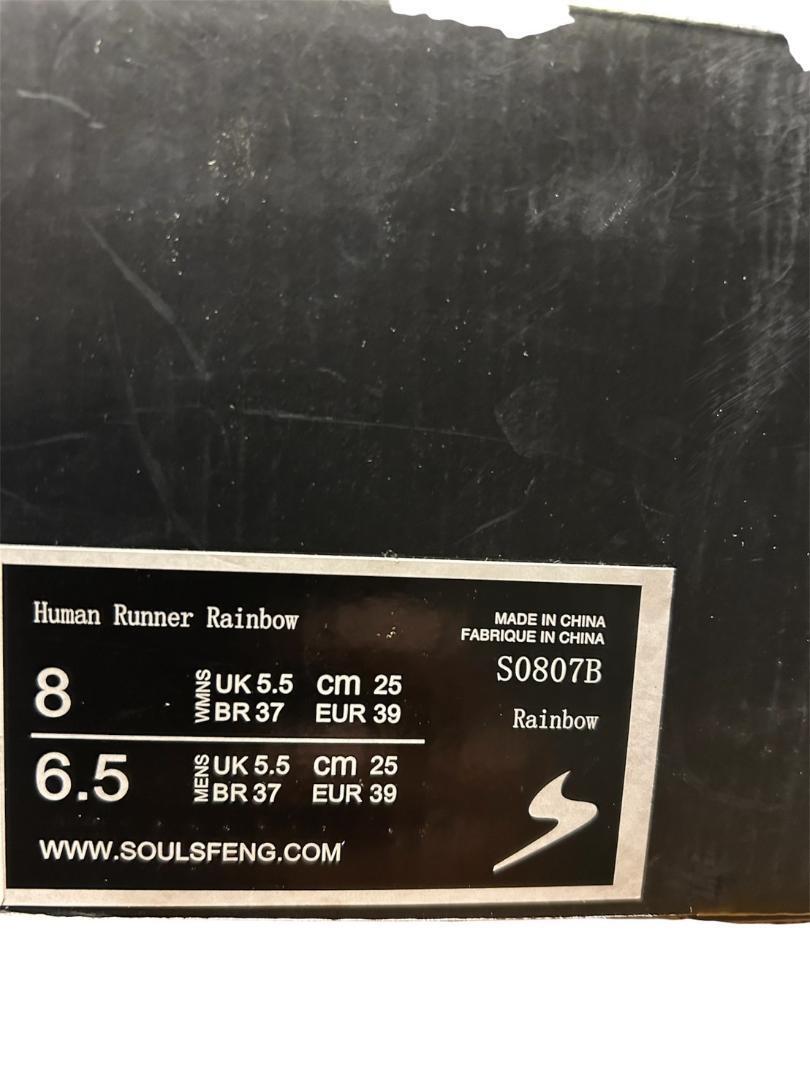 Human Runner Rainbow
MADE IN CHINA
FABRIQUE IN CHINA
S0807B
Rainbow
8
WMNS
UK 5.5 cm 25
BR 37 EUR 39
6.5
MENS
UK 5.5 cm 25
BR 37 EUR 39
WWW.SOULSFENG.COM